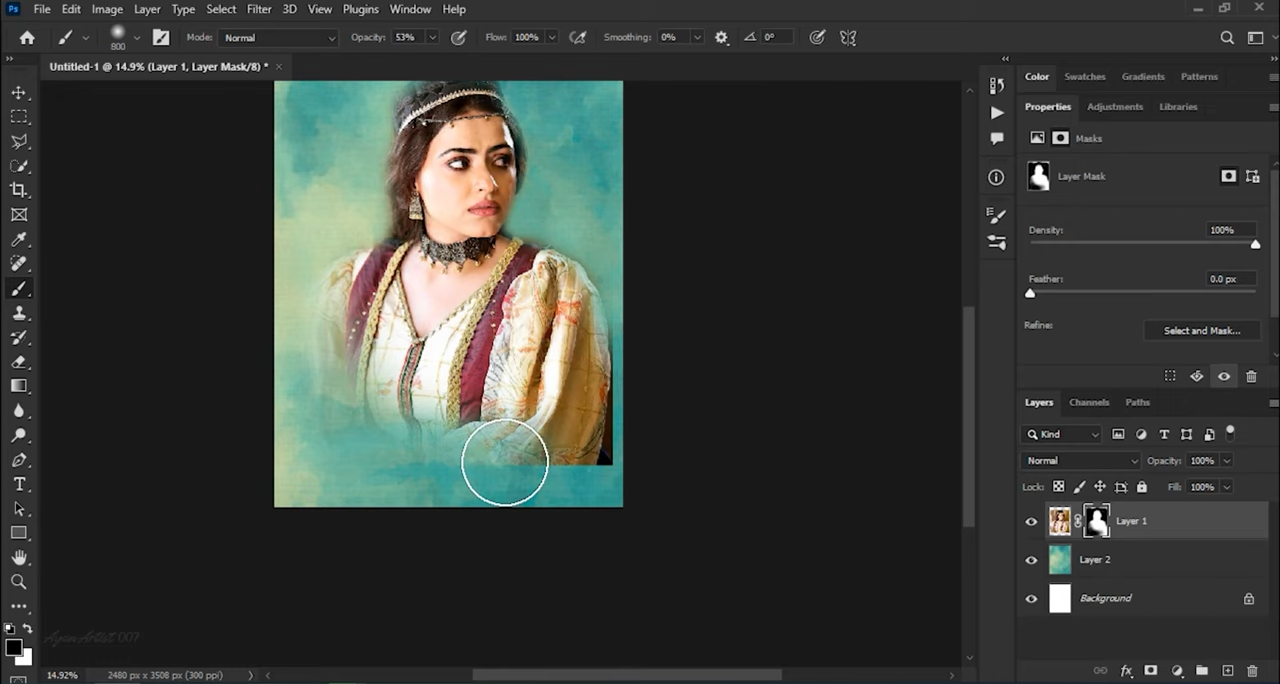 Ps File Edit Image Layer Type Select Filter 3D View Plugins Window Help
800 Mode: Normal Opacity: 53% Flow: 100% Smoothing: 0% 0°
Untitled-1 @ 14.9% (Layer 1, Layer Mask/8) * ×
Color Swatches Gradients Patterns
Properties Adjustments Libraries
Masks
Layer Mask
Density: 100%
Feather: 0.0 px
Refine: Select and Mask...
Layers Channels Paths
Kind
Normal Opacity: 100%
Lock: Fill: 100%
Layer 1
Layer 2
Background
Ayan Artist 007
14.92% 2480 px x 3508 px (300 ppi)